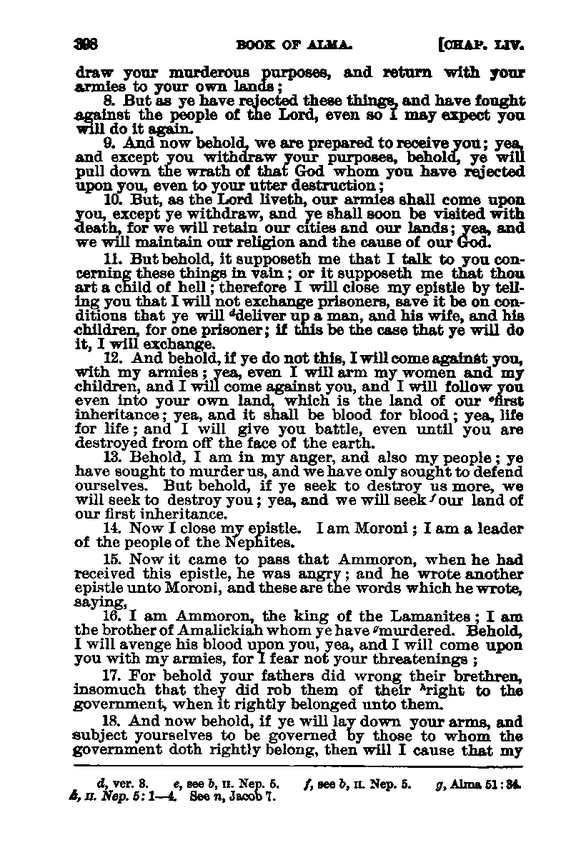 398 BOOK OF ALMA. [CHAP. LIV.
draw your murderous purposes, and return with your
armies to your own lands;
8. But as ye have rejected these things, and have fought
against the people of the Lord, even so I may expect you
will do it again.
9. And now behold, we are prepared to receive you; yea,
and except you withdraw your purposes, behold, ye will
pull down the wrath of that God whom you have rejected
upon you, even to your utter destruction;
10. But, as the Lord liveth, our armies shall come upon
you, except ye withdraw, and ye shall soon be visited with
death, for we will retain our cities and our lands; yea, and
we will maintain our religion and the cause of our God.
11. But behold, it supposeth me that I talk to you con-
cerning these things in vain; or it supposeth me that thou
art a child of hell; therefore I will close my epistle by tell-
ing you that I will not exchange prisoners, save it be on con-
ditions that ye will ᵈdeliver up a man, and his wife, and his
children, for one prisoner; if this be the case that ye will do
it, I will exchange.
12. And behold, if ye do not this, I will come against you,
with my armies; yea, even I will arm my women and my
children, and I will come against you, and I will follow you
even into your own land, which is the land of our ᵉfirst
inheritance; yea, and it shall be blood for blood; yea, life
for life; and I will give you battle, even until you are
destroyed from off the face of the earth.
13. Behold, I am in my anger, and also my people; ye
have sought to murder us, and we have only sought to defend
ourselves. But behold, if ye seek to destroy us more, we
will seek to destroy you; yea, and we will seek ᶠour land of
our first inheritance.
14. Now I close my epistle. I am Moroni; I am a leader
of the people of the Nephites.
15. Now it came to pass that Ammoron, when he had
received this epistle, he was angry; and he wrote another
epistle unto Moroni, and these are the words which he wrote,
saying,
16. I am Ammoron, the king of the Lamanites; I am
the brother of Amalickiah whom ye have ᵍmurdered. Behold,
I will avenge his blood upon you, yea, and I will come upon
you with my armies, for I fear not your threatenings;
17. For behold your fathers did wrong their brethren,
insomuch that they did rob them of their ʰright to the
government, when it rightly belonged unto them.
18. And now behold, if ye will lay down your arms, and
subject yourselves to be governed by those to whom the
government doth rightly belong, then will I cause that my
d, ver. 8. e, see b, II. Nep. 5. f, see b, II. Nep. 5. g, Alma 51:34.
h, II. Nep. 5:1—4. See n, Jacob 7.